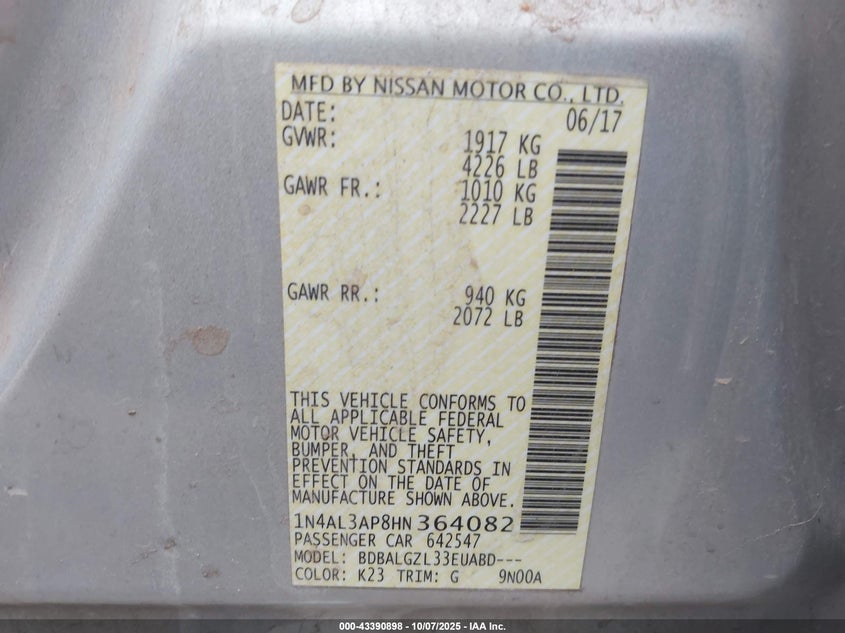 MFD BY NISSAN MOTOR CO., LTD.
DATE: 06/17
GVWR: 1917 KG
4226 LB
GAWR FR.: 1010 KG
2227 LB
GAWR RR.: 940 KG
2072 LB
THIS VEHICLE CONFORMS TO
ALL APPLICABLE FEDERAL
MOTOR VEHICLE SAFETY,
BUMPER, AND THEFT
PREVENTION STANDARDS IN
EFFECT ON THE DATE OF
MANUFACTURE SHOWN ABOVE.
1N4AL3AP8HN 364082
PASSENGER CAR 642547
MODEL: BDBALGZL33EUABD---
COLOR: K23 TRIM: G 9N00A
000-43390898 - 10/07/2025 - IAA Inc.